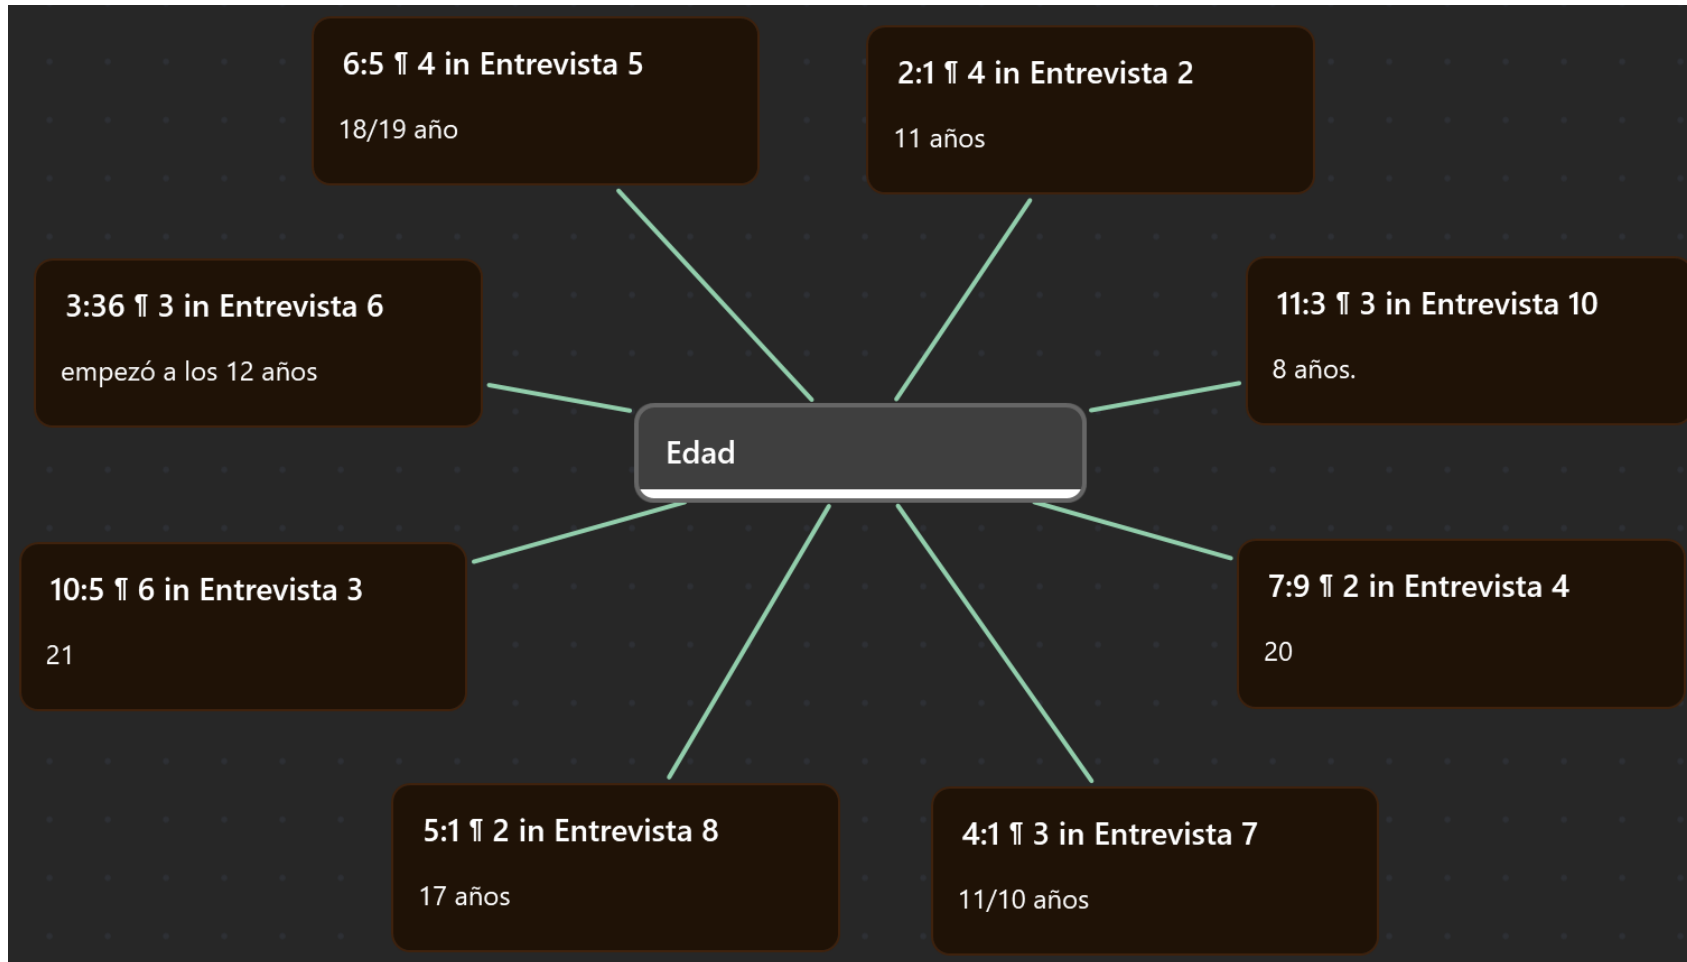 6:5 ¶ 4 in Entrevista 5
18/19 año
2:1 ¶ 4 in Entrevista 2
11 años
3:36 ¶ 3 in Entrevista 6
empezó a los 12 años
11:3 ¶ 3 in Entrevista 10
8 años.
Edad
10:5 ¶ 6 in Entrevista 3
21
7:9 ¶ 2 in Entrevista 4
20
5:1 ¶ 2 in Entrevista 8
17 años
4:1 ¶ 3 in Entrevista 7
11/10 años